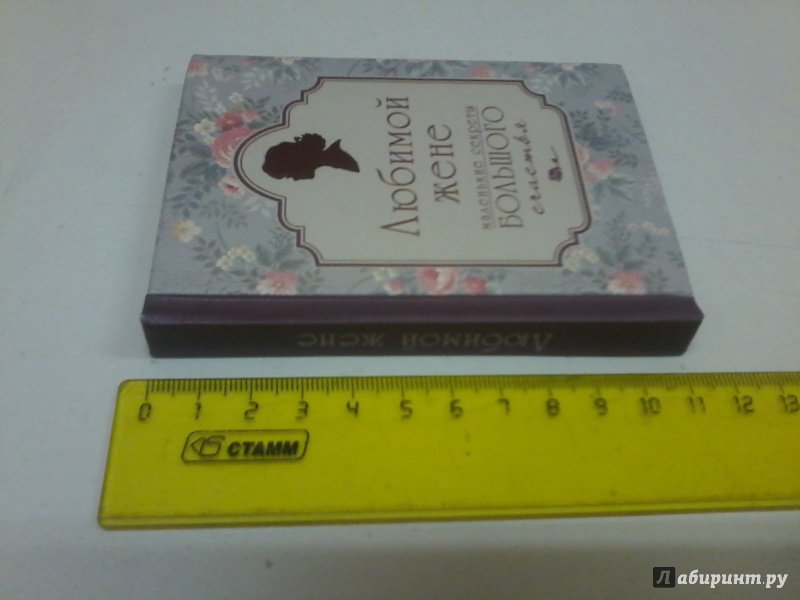 Любимой
жене
маленькие секреты
БОЛЬШОГО
счастья
Любимой жене
0 1 2 3 4 5 6 7 8 9 10 11 12 13
СТАММ
Лабиринт.ру